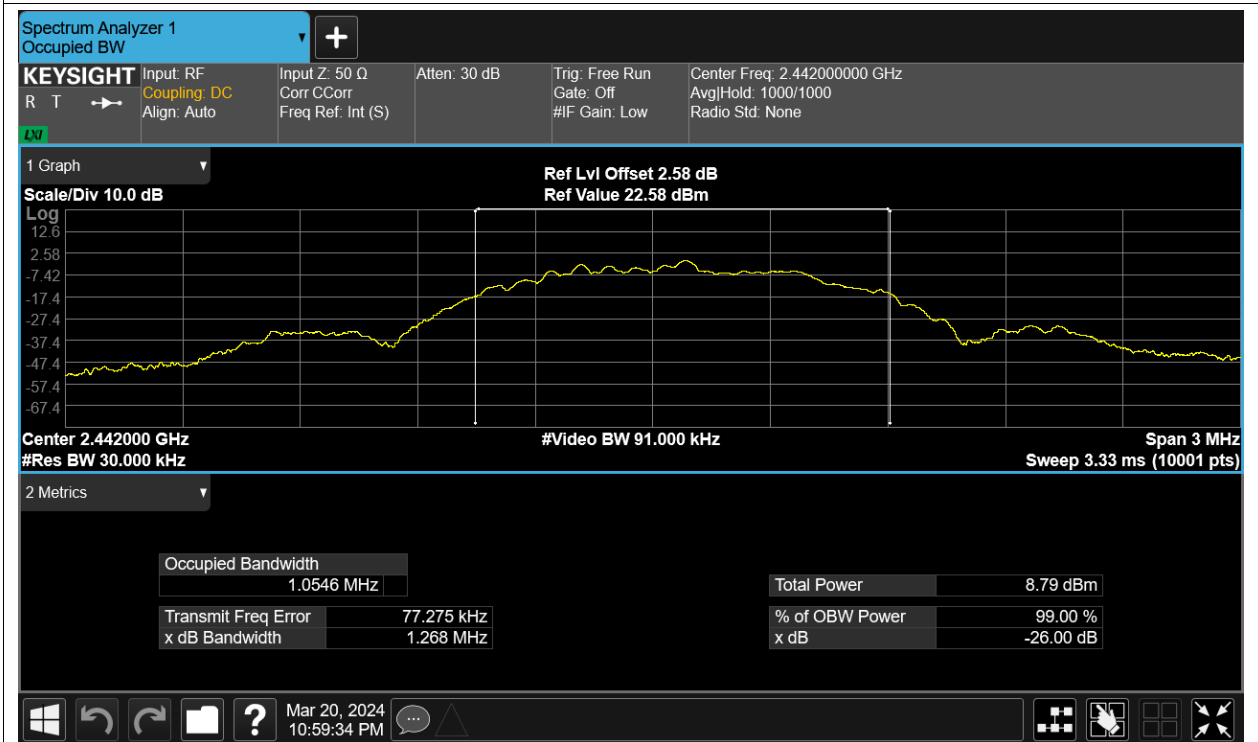 Spectrum Analyzer 1
Occupied BW
KEYSIGHT
R T
LXI
Input: RF
Coupling: DC
Align: Auto
Input Z: 50 Ω
Corr CCorr
Freq Ref: Int (S)
Atten: 30 dB
Trig: Free Run
Gate: Off
#IF Gain: Low
Center Freq: 2.442000000 GHz
Avg|Hold: 1000/1000
Radio Std: None
1 Graph
Scale/Div 10.0 dB
Ref Lvl Offset 2.58 dB
Ref Value 22.58 dBm
Log
12.6
2.58
-7.42
-17.4
-27.4
-37.4
-47.4
-57.4
-67.4
Center 2.442000 GHz
#Video BW 91.000 kHz
Span 3 MHz
#Res BW 30.000 kHz
Sweep 3.33 ms (10001 pts)
2 Metrics
Occupied Bandwidth
1.0546 MHz
Total Power 8.79 dBm
Transmit Freq Error 77.275 kHz
% of OBW Power 99.00 %
x dB Bandwidth 1.268 MHz
x dB -26.00 dB
?
Mar 20, 2024
10:59:34 PM